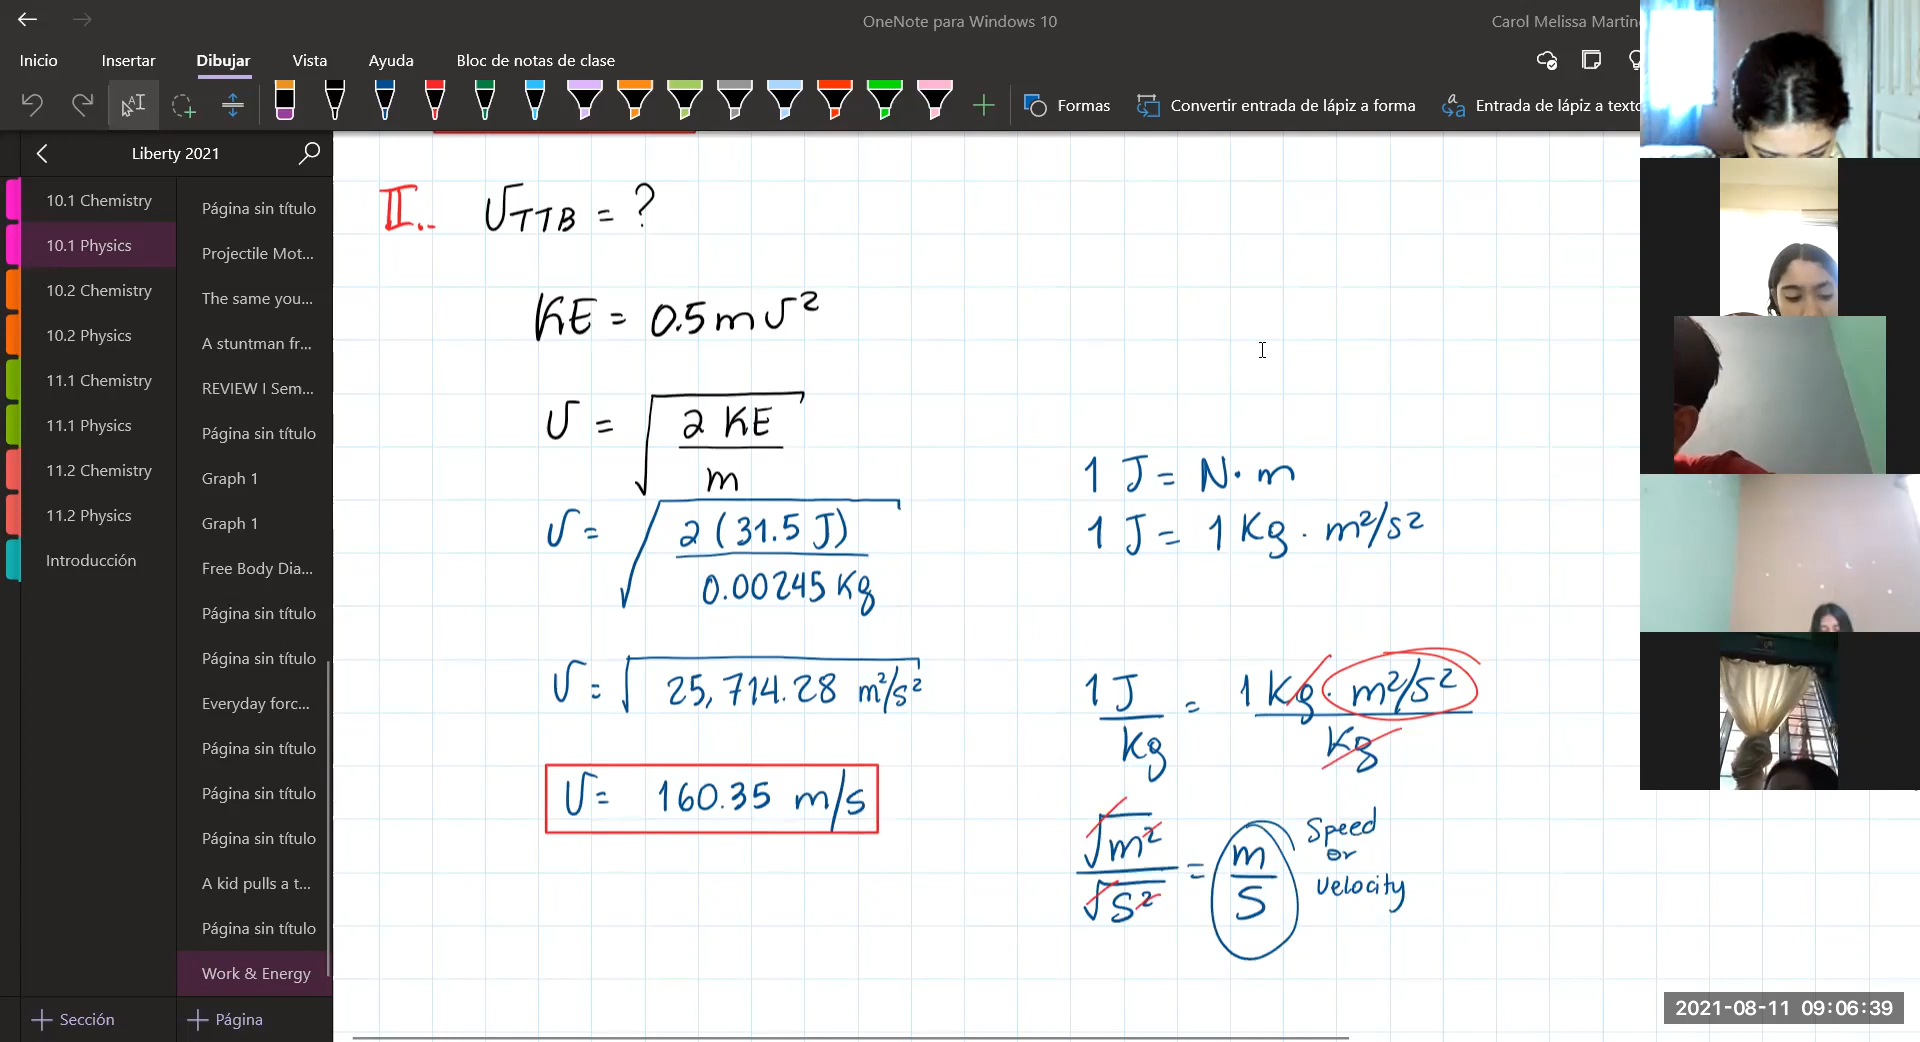 OneNote para Windows 10
Carol Melissa
Inicio Insertar Dibujar Vista Ayuda Bloc de notas de clase
Formas Convertir entrada de lápiz a forma Entrada de lápiz a texto
Liberty 2021
10.1 Chemistry
10.1 Physics
10.2 Chemistry
10.2 Physics
11.1 Chemistry
11.1 Physics
11.2 Chemistry
11.2 Physics
Introducción
+ Sección
Página sin título
Projectile Mot...
The same you...
A stuntman fr...
REVIEW I Sem...
Página sin título
Graph 1
Graph 1
Free Body Dia...
Página sin título
Página sin título
Everyday forc...
Página sin título
Página sin título
Página sin título
A kid pulls a t...
Página sin título
Work & Energy
+ Página
II.. v TTB = ?
KE = 0.5 m v²
v = √(2 KE / m)
v = √(2 (31.5 J) / 0.00245 Kg)
v = √(25,714.28 m²/s²)
v = 160.35 m/s
1 J = N · m
1 J = 1 Kg · m²/s²
1 J / Kg = 1 Kg · m²/s² / Kg
√m² / √s² = m / s
Speed
or
velocity
2021-08-11 09:06:39